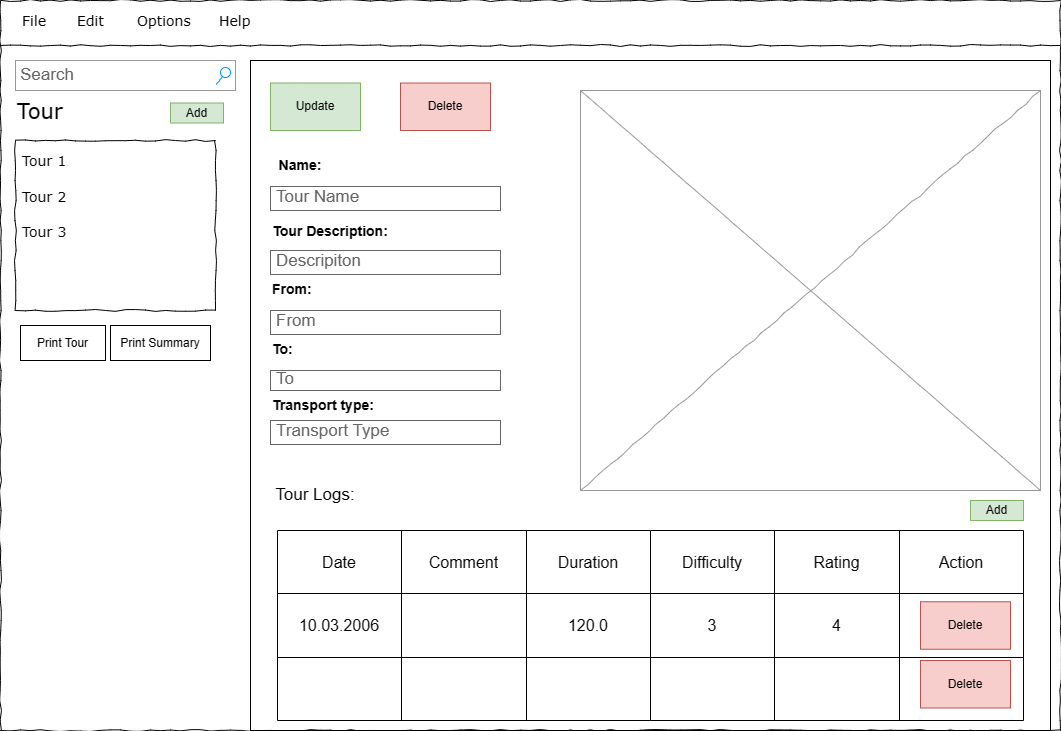 File Edit Options Help
Search
Tour Add
Tour 1
Tour 2
Tour 3
Print Tour Print Summary
Update Delete
Name:
Tour Name
Tour Description:
Descripiton
From:
From
To:
To
Transport type:
Transport Type
Tour Logs:
Add
Date Comment Duration Difficulty Rating Action
10.03.2006 120.0 3 4 Delete
Delete